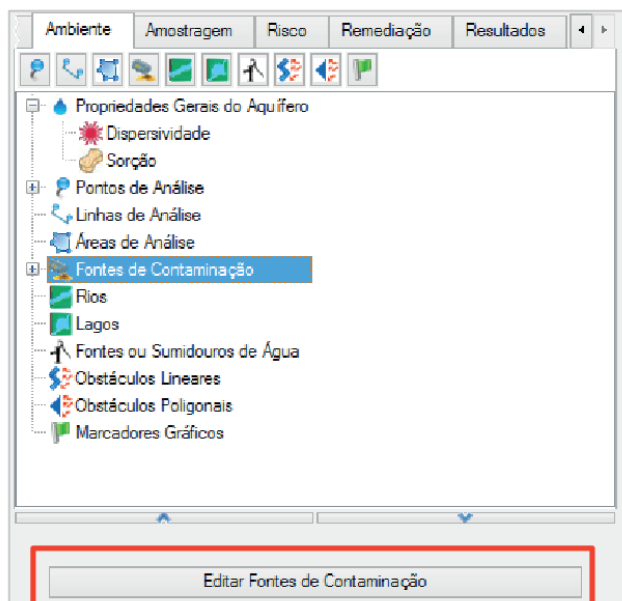 Ambiente Amostragem Risco Remediação Resultados
Propriedades Gerais do Aquífero
Dispersividade
Sorção
Pontos de Análise
Linhas de Análise
Áreas de Análise
Fontes de Contaminação
Rios
Lagos
Fontes ou Sumidouros de Água
Obstáculos Lineares
Obstáculos Poligonais
Marcadores Gráficos
Editar Fontes de Contaminação